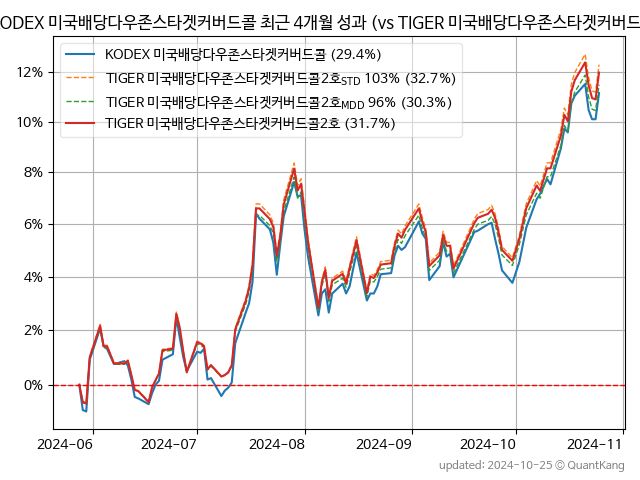 ODEX 미국배당다우존스타겟커버드콜 최근 4개월 성과 (vs TIGER 미국배당다우존스타겟커버드
KODEX 미국배당다우존스타겟커버드콜 (29.4%)
TIGER 미국배당다우존스타겟커버드콜2호STD 103% (32.7%)
TIGER 미국배당다우존스타겟커버드콜2호MDD 96% (30.3%)
TIGER 미국배당다우존스타겟커버드콜2호 (31.7%)
12%
10%
8%
6%
4%
2%
0%
2024-06 2024-07 2024-08 2024-09 2024-10 2024-11
updated: 2024-10-25 © QuantKang